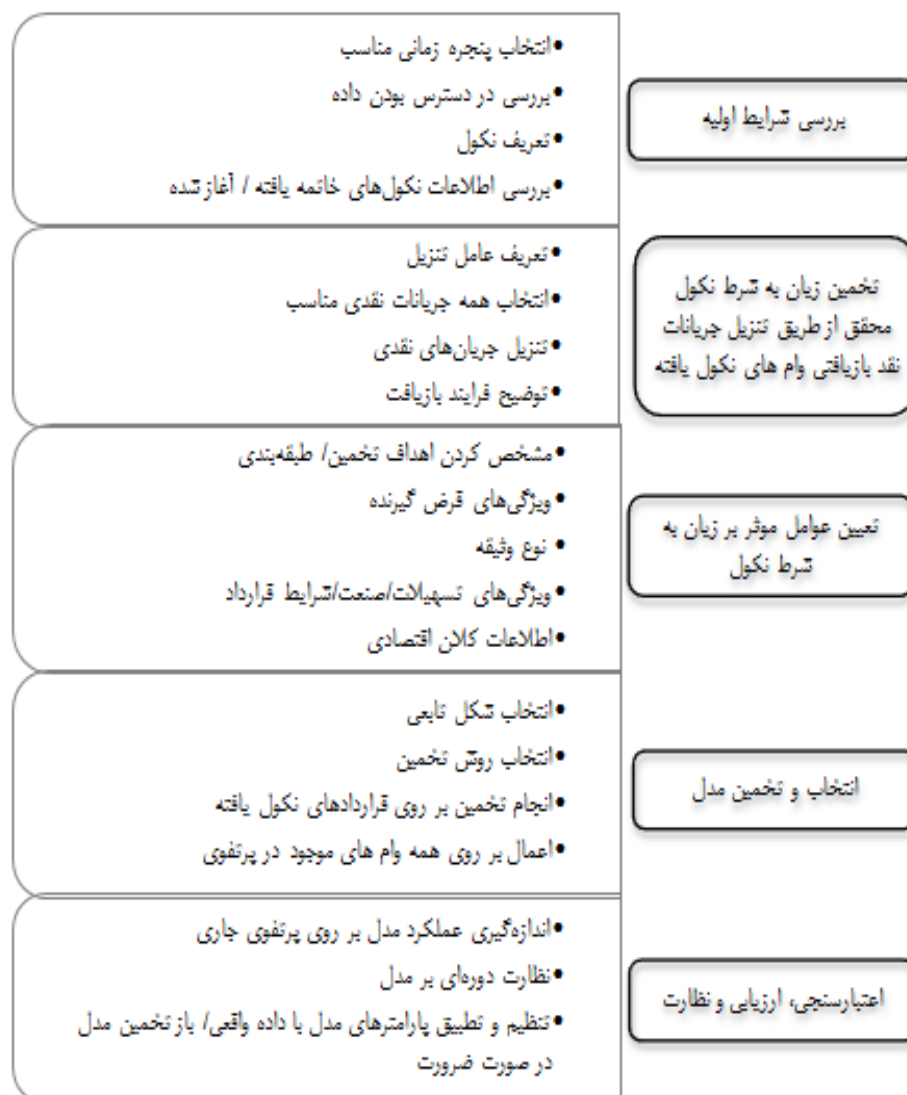 بررسی شرایط اولیه
•انتخاب پنجره زمانی مناسب
•بررسی در دسترس بودن داده
•تعریف نکول
•بررسی اطلاعات نکول‌های خاتمه یافته / آغاز شده
تخمین زیان به شرط نکول
محقق از طریق تنزیل جریانات
نقد بازیافتی وام های نکول یافته
•تعریف عامل تنزیل
•انتخاب همه جریانات نقدی مناسب
•تنزیل جریان‌های نقدی
•توضیح فرایند بازیافت
تعیین عوامل موثر بر زیان به
شرط نکول
•مشخص کردن اهداف تخمین/ طبقه‌بندی
•ویژگی‌های قرض گیرنده
• نوع وثیقه
•ویژگی‌های تسهیلات/صنعت/شرایط قرارداد
•اطلاعات کلان اقتصادی
انتخاب و تخمین مدل
•انتخاب شکل تابعی
•انتخاب روش تخمین
•انجام تخمین بر روی قراردادهای نکول یافته
•اعمال بر روی همه وام های موجود در پرتفوی
اعتبارسنجی، ارزیابی و نظارت
•اندازه‌گیری عملکرد مدل بر روی پرتفوی جاری
•نظارت دوره‌ای بر مدل
•تنظیم و تطبیق پارامترهای مدل با داده واقعی/ باز تخمین مدل
در صورت ضرورت